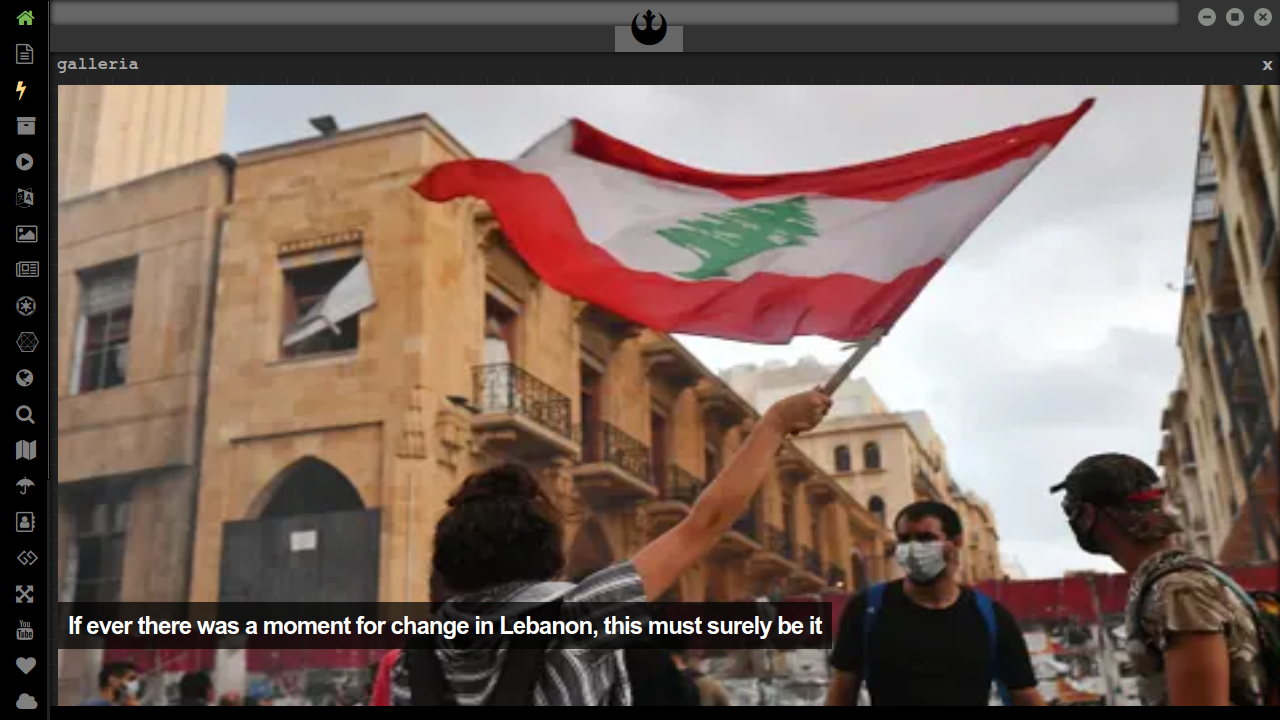 galleria
x
If ever there was a moment for change in Lebanon, this must surely be it
You
Tube